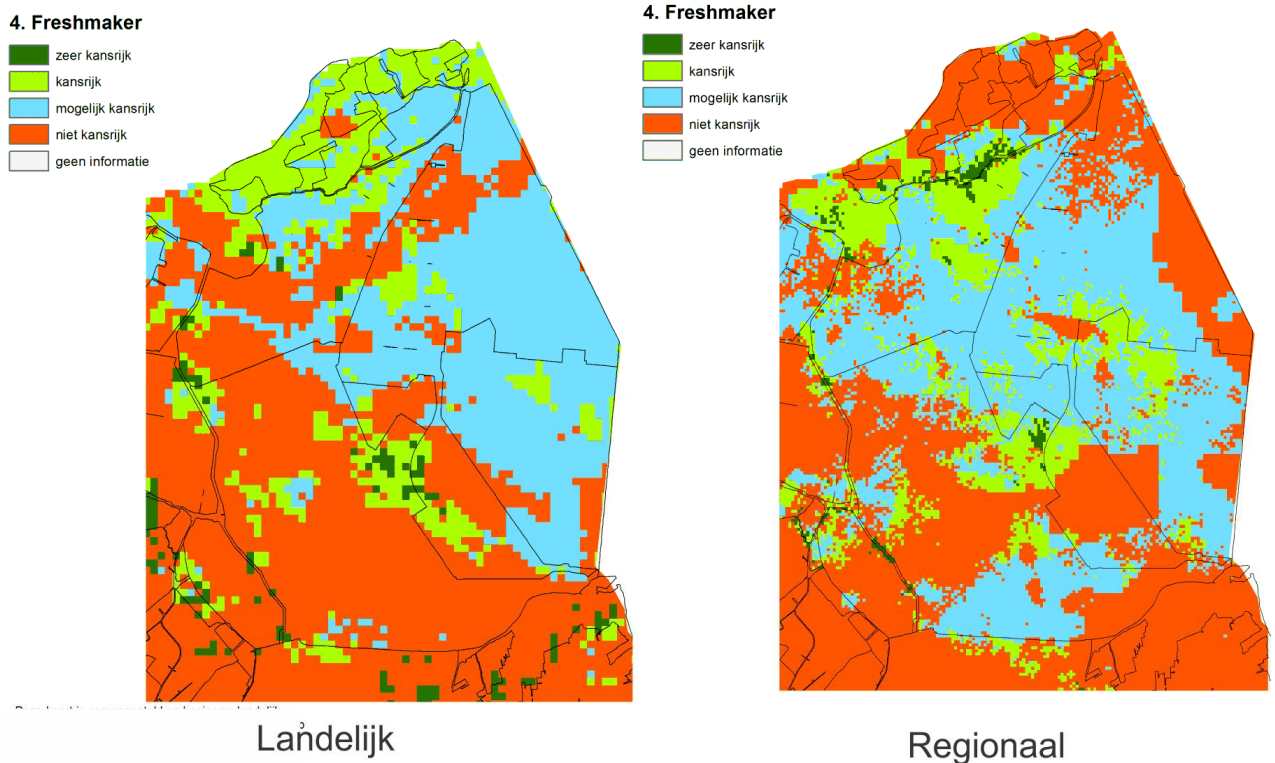 4. Freshmaker
zeer kansrijk
kansrijk
mogelijk kansrijk
niet kansrijk
geen informatie
Landelijk
4. Freshmaker
zeer kansrijk
kansrijk
mogelijk kansrijk
niet kansrijk
geen informatie
Regionaal